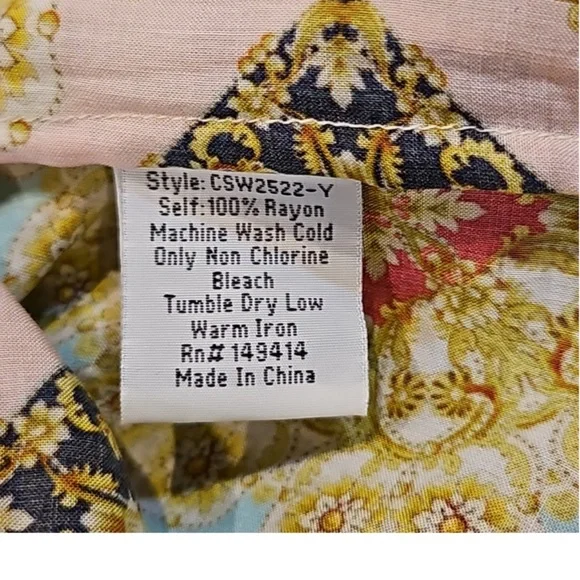 Style: CSW2522-Y
Self:100% Rayon
Machine Wash Cold
Only Non Chlorine
Bleach
Tumble Dry Low
Warm Iron
Rn# 149414
Made In China